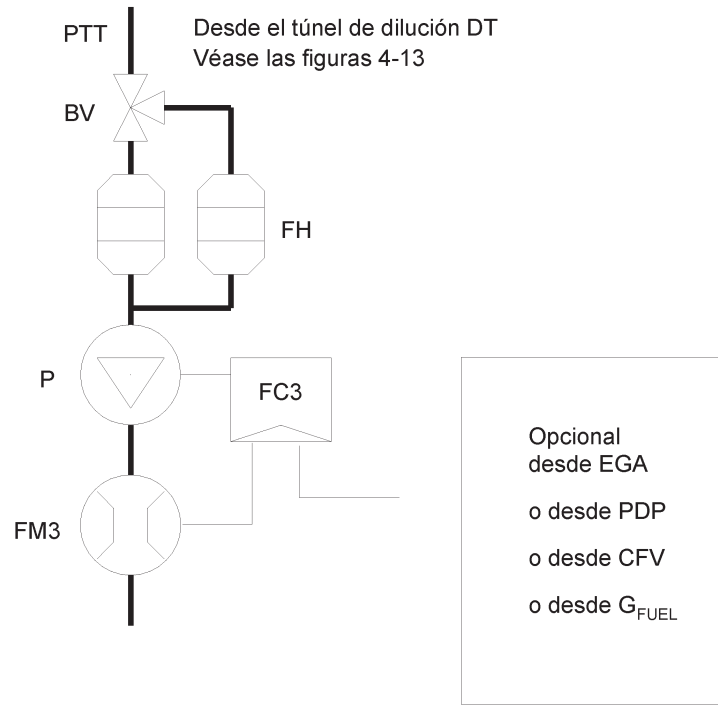 PTT
Desde el túnel de dilución DT
Véase las figuras 4-13
BV
FH
P
FC3
FM3
Opcional
desde EGA
o desde PDP
o desde CFV
o desde GFUEL